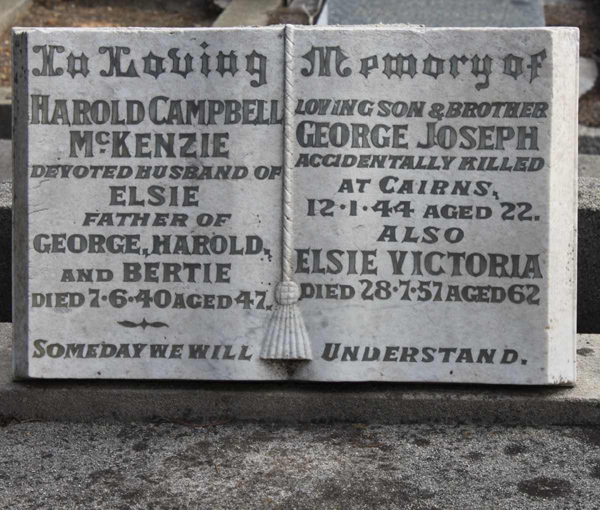 In Loving Memory of
HAROLD CAMPBELL
McKENZIE
DEVOTED HUSBAND OF
ELSIE
FATHER OF
GEORGE, HAROLD,
AND BERTIE
DIED 7·6·40 AGED 47.
LOVING SON & BROTHER
GEORGE JOSEPH
ACCIDENTALLY KILLED
AT CAIRNS,
12·1·44 AGED 22.
ALSO
ELSIE VICTORIA
DIED 28·7·57 AGED 62
SOMEDAY WE WILL UNDERSTAND.